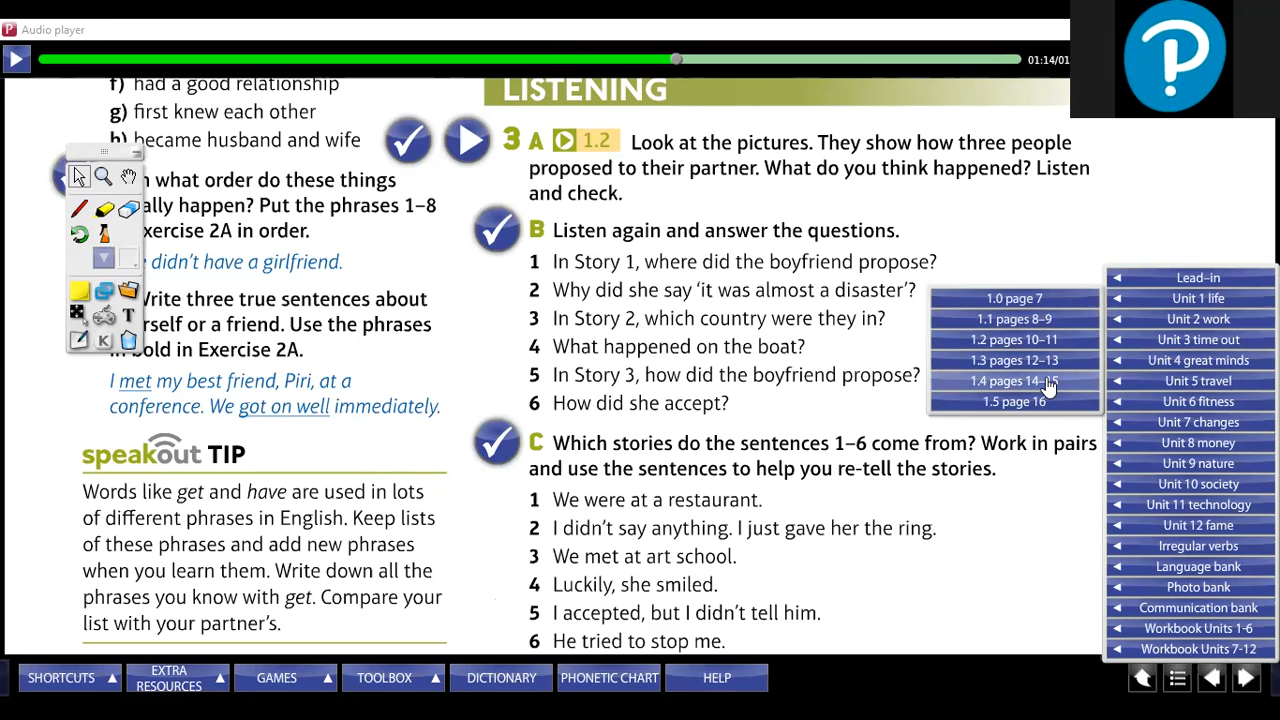 Audio player
01:14/01
f) had a good relationship
g) first knew each other
h) became husband and wife
n what order do these things
ally happen? Put the phrases 1–8
xercise 2A in order.
didn't have a girlfriend.
Write three true sentences about
rself or a friend. Use the phrases
in bold in Exercise 2A.
I met my best friend, Piri, at a
conference. We got on well immediately.
speakout TIP
Words like get and have are used in lots
of different phrases in English. Keep lists
of these phrases and add new phrases
when you learn them. Write down all the
phrases you know with get. Compare your
list with your partner's.
LISTENING
3 A 1.2 Look at the pictures. They show how three people
proposed to their partner. What do you think happened? Listen
and check.
B Listen again and answer the questions.
1 In Story 1, where did the boyfriend propose?
2 Why did she say 'it was almost a disaster'?
3 In Story 2, which country were they in?
4 What happened on the boat?
5 In Story 3, how did the boyfriend propose?
6 How did she accept?
C Which stories do the sentences 1–6 come from? Work in pairs
and use the sentences to help you re-tell the stories.
1 We were at a restaurant.
2 I didn't say anything. I just gave her the ring.
3 We met at art school.
4 Luckily, she smiled.
5 I accepted, but I didn't tell him.
6 He tried to stop me.
1.0 page 7
1.1 pages 8–9
1.2 pages 10–11
1.3 pages 12–13
1.4 pages 14–15
1.5 page 16
Lead–in
Unit 1 life
Unit 2 work
Unit 3 time out
Unit 4 great minds
Unit 5 travel
Unit 6 fitness
Unit 7 changes
Unit 8 money
Unit 9 nature
Unit 10 society
Unit 11 technology
Unit 12 fame
Irregular verbs
Language bank
Photo bank
Communication bank
Workbook Units 1-6
Workbook Units 7-12
SHORTCUTS
EXTRA
RESOURCES
GAMES
TOOLBOX
DICTIONARY
PHONETIC CHART
HELP